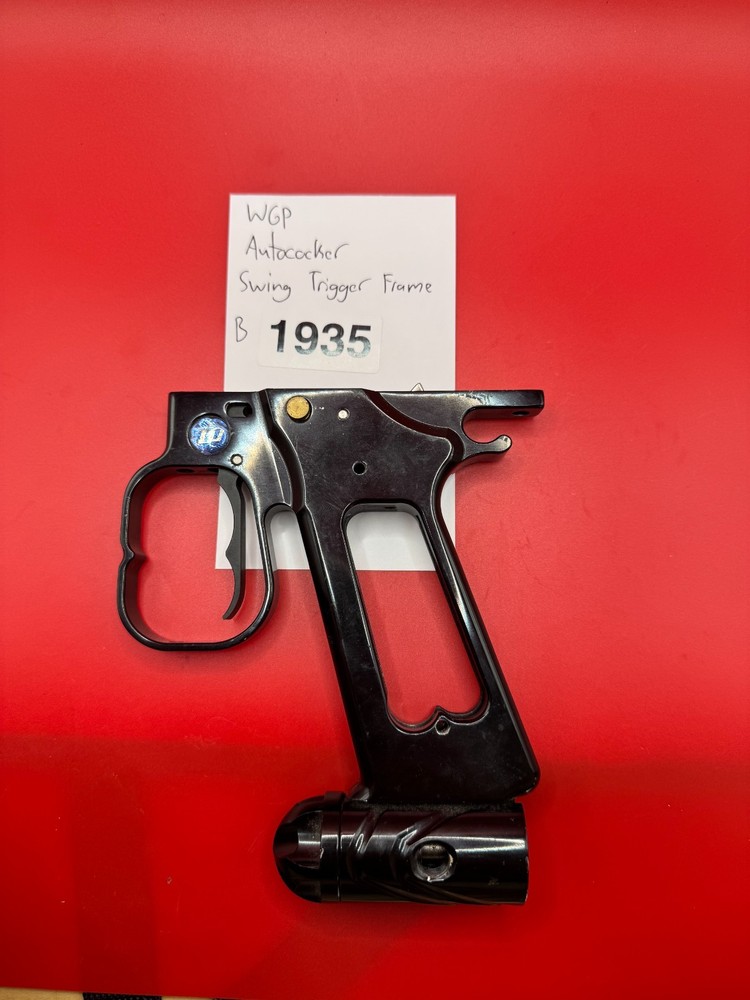 WGP
Autococker
Swing Trigger Frame
B 1935